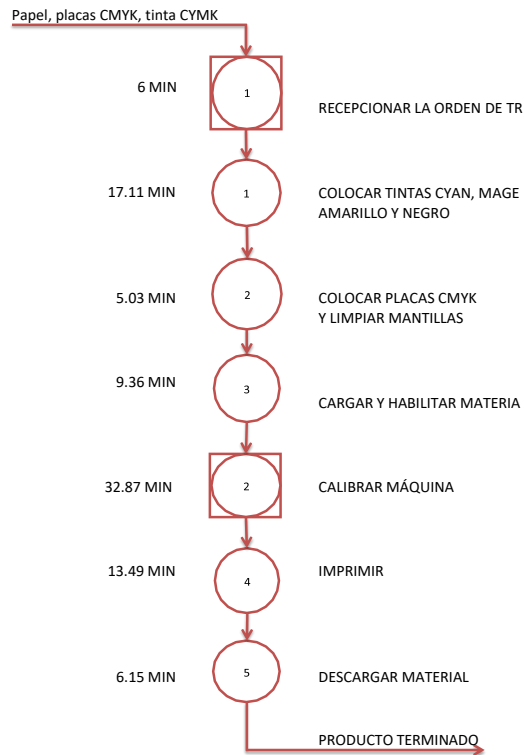 Papel, placas CMYK, tinta CYMK
6 MIN
1
RECEPCIONAR LA ORDEN DE TR
17.11 MIN
1
COLOCAR TINTAS CYAN, MAGE
AMARILLO Y NEGRO
5.03 MIN
2
COLOCAR PLACAS CMYK
Y LIMPIAR MANTILLAS
9.36 MIN
3
CARGAR Y HABILITAR MATERIA
32.87 MIN
2
CALIBRAR MÁQUINA
13.49 MIN
4
IMPRIMIR
6.15 MIN
5
DESCARGAR MATERIAL
PRODUCTO TERMINADO